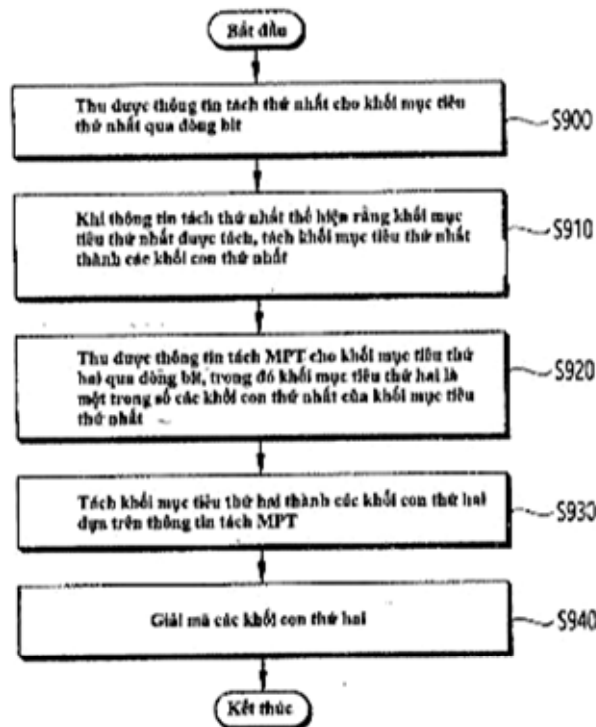 Bắt đầu
Thu được thông tin tách thứ nhất cho khối mục tiêu
thứ nhất qua dòng bit
S900
Khi thông tin tách thứ nhất thể hiện rằng khối mục
tiêu thứ nhất được tách, tách khối mục tiêu thứ nhất
thành các khối con thứ nhất
S910
Thu được thông tin tách MPT cho khối mục tiêu thứ
hai qua dòng bit, trong đó khối mục tiêu thứ hai là
một trong số các khối con thứ nhất của khối mục tiêu
thứ nhất
S920
Tách khối mục tiêu thứ hai thành các khối con thứ hai
dựa trên thông tin tách MPT
S930
Giải mã các khối con thứ hai
S940
Kết thúc